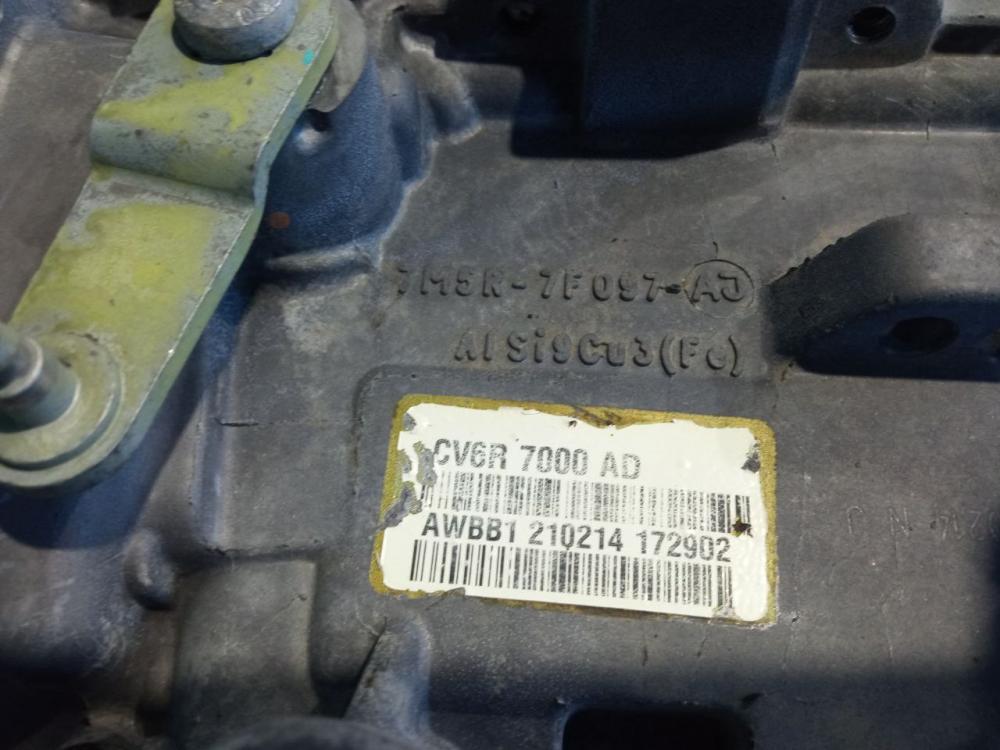 7M5R-7F097-AJ
AlSi9Cu3(Fe)
CV6R 7000 AD
AWBB1 210214 172902